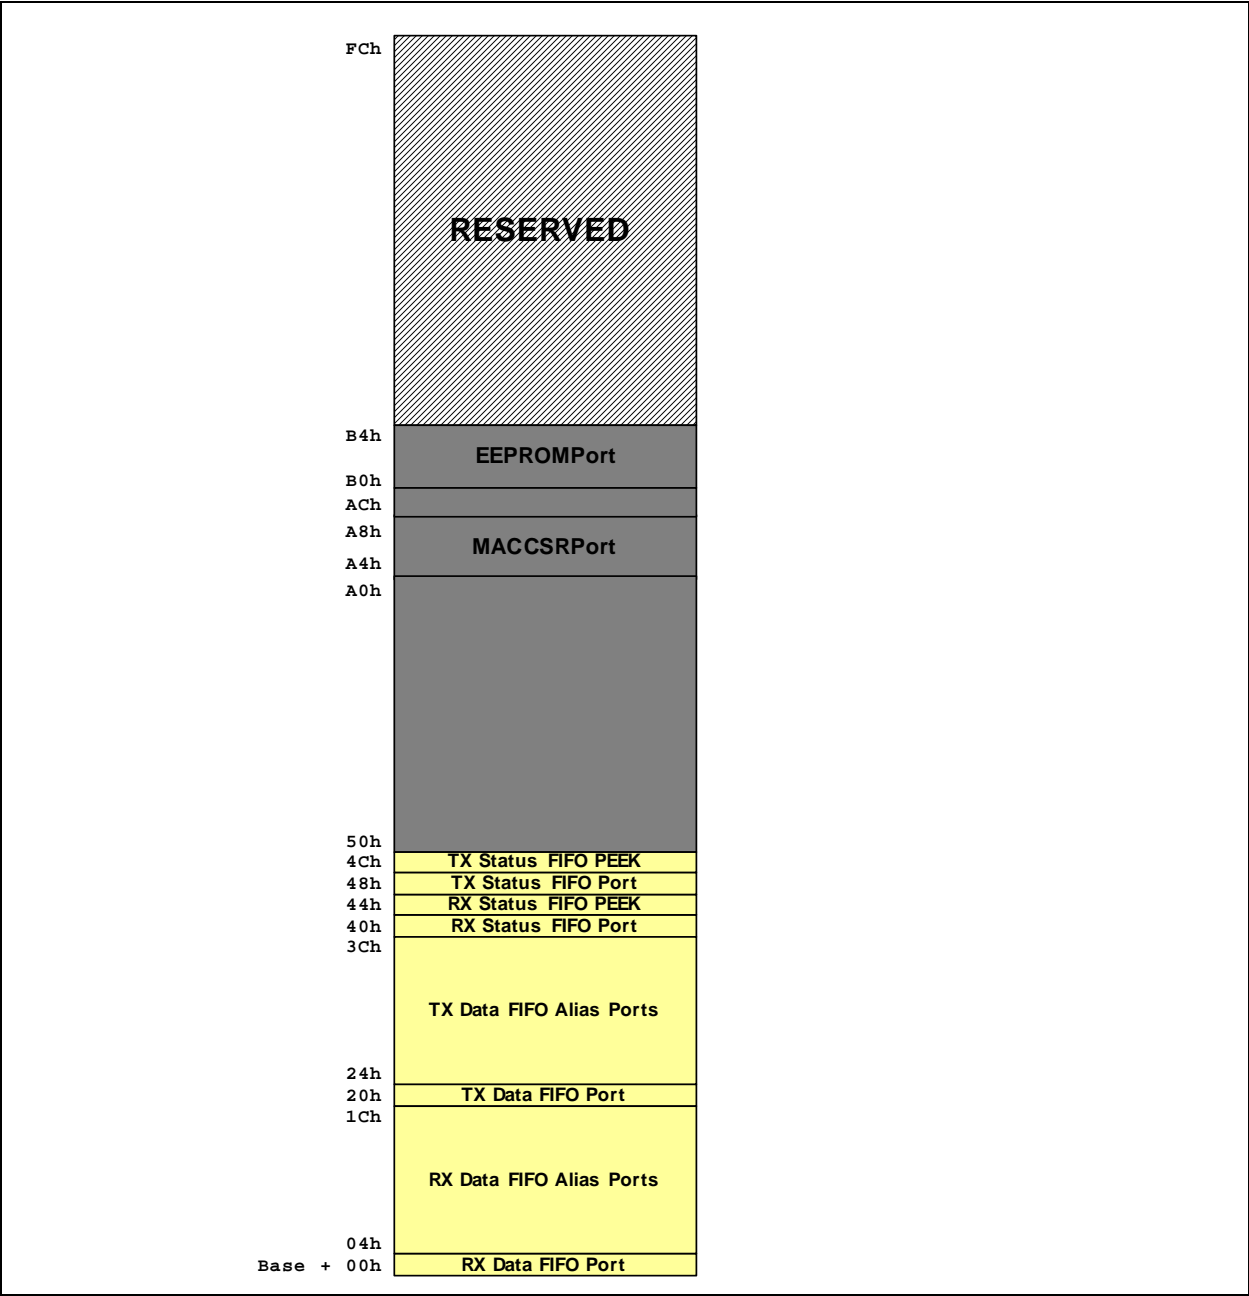 FCh
RESERVED
B4h
EEPROMPort
B0h
ACh
A8h
MACCSRPort
A4h
A0h
50h
4Ch TX Status FIFO PEEK
48h TX Status FIFO Port
44h RX Status FIFO PEEK
40h RX Status FIFO Port
3Ch
TX Data FIFO Alias Ports
24h
20h TX Data FIFO Port
1Ch
RX Data FIFO Alias Ports
04h
Base + 00h RX Data FIFO Port